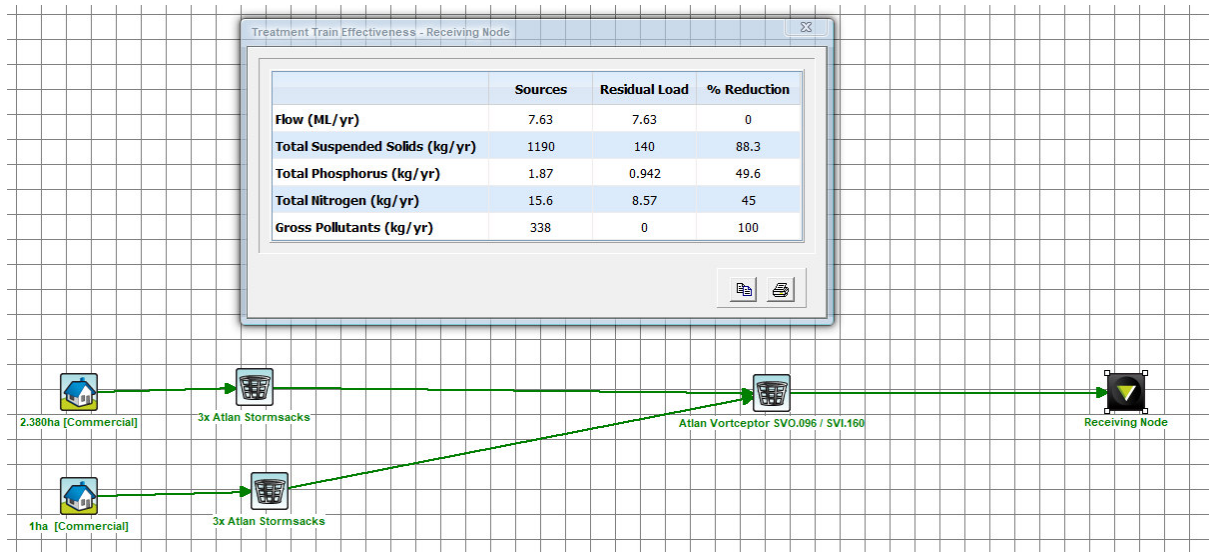 Treatment Train Effectiveness - Receiving Node
Sources Residual Load % Reduction
Flow (ML/yr) 7.63 7.63 0
Total Suspended Solids (kg/yr) 1190 140 88.3
Total Phosphorus (kg/yr) 1.87 0.942 49.6
Total Nitrogen (kg/yr) 15.6 8.57 45
Gross Pollutants (kg/yr) 338 0 100
2.380ha [Commercial]
3x Atlan Stormsacks
Atlan Vortceptor SVO.096 / SVI.160
Receiving Node
1ha [Commercial]
3x Atlan Stormsacks